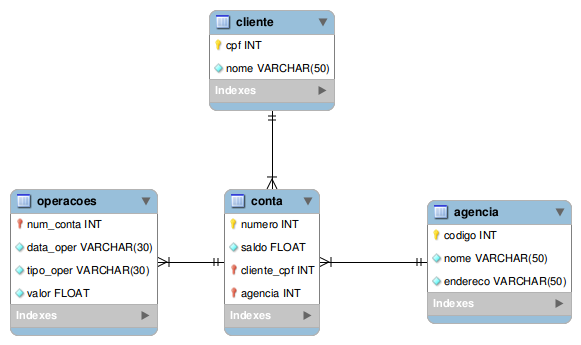 cliente
cpf INT
nome VARCHAR(50)
Indexes
operacoes
num_conta INT
data_oper VARCHAR(30)
tipo_oper VARCHAR(30)
valor FLOAT
Indexes
conta
numero INT
saldo FLOAT
cliente_cpf INT
agencia INT
Indexes
agencia
codigo INT
nome VARCHAR(50)
endereco VARCHAR(50)
Indexes